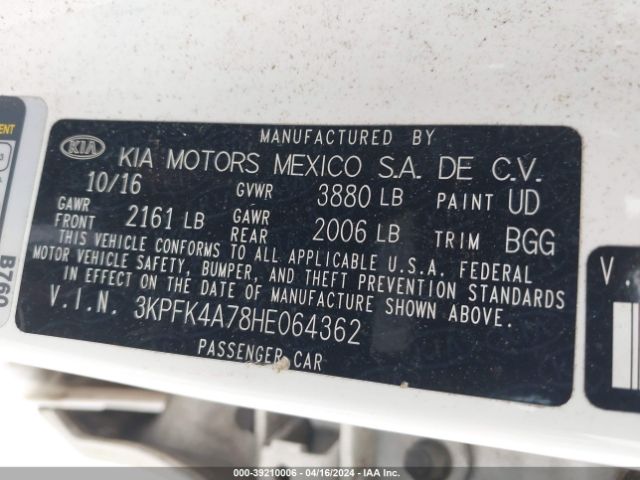 MANUFACTURED BY
KIA KIA MOTORS MEXICO S.A. DE C.V.
10/16 GVWR 3880 LB PAINT UD
GAWR FRONT 2161 LB GAWR REAR 2006 LB TRIM BGG
THIS VEHICLE CONFORMS TO ALL APPLICABLE U.S.A. FEDERAL
MOTOR VEHICLE SAFETY, BUMPER, AND THEFT PREVENTION STANDARDS
IN EFFECT ON THE DATE OF MANUFACTURE SHOWN ABOVE.
V.I.N. 3KPFK4A78HE064362
PASSENGER CAR
B760
V.
000-39210006 - 04/16/2024 - IAA Inc.